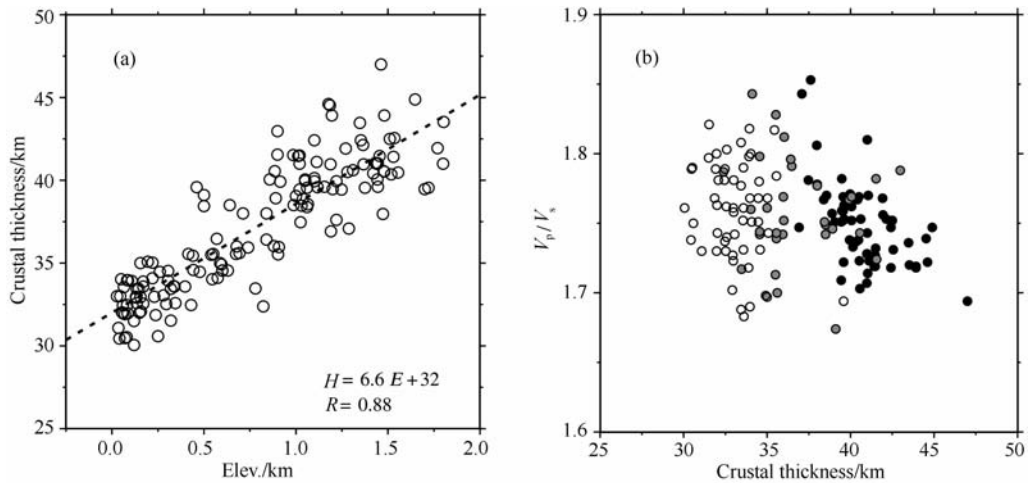 (a)
50
45
40
35
30
25
Crustal thickness/km
0.0 0.5 1.0 1.5 2.0
Elev./km
H = 6.6 E+32
R= 0.88
(b)
1.9
1.8
1.7
1.6
Vp/Vs
25 30 35 40 45 50
Crustal thickness/km